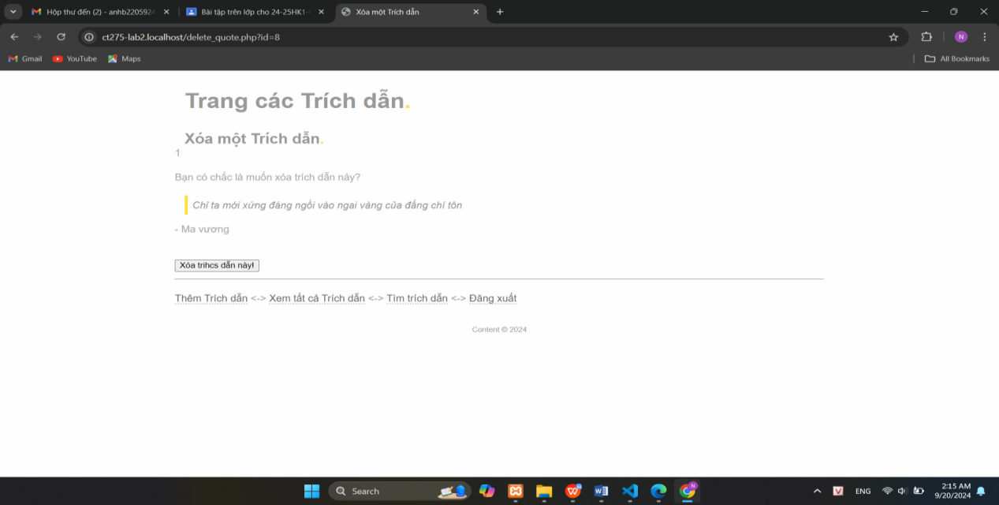 Hộp thư đến (2) - anhb220592
Bài tập trên lớp cho 24-25HK1-
Xóa một Trích dẫn
ct275-lab2.localhost/delete_quote.php?id=8
N
Gmail
YouTube
Maps
All Bookmarks
Trang các Trích dẫn.
Xóa một Trích dẫn.
1
Bạn có chắc là muốn xóa trích dẫn này?
Chỉ ta mới xứng đáng ngồi vào ngai vàng của đấng chí tôn
- Ma vương
Xóa trihcs dẫn này!
Thêm Trích dẫn <-> Xem tất cả Trích dẫn <-> Tìm trích dẫn <-> Đăng xuất
Content © 2024
Search
ENG
2:15 AM
9/20/2024